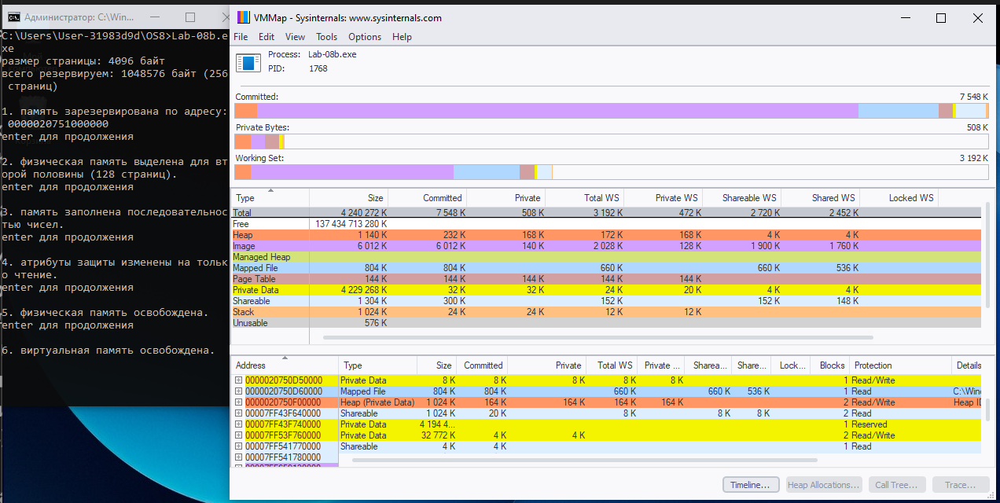 Администратор: C:\Win...
C:\Users\User-31983d9d\OS8>Lab-08b.e
xe
размер страницы: 4096 байт
всего резервируем: 1048576 байт (256
 страниц)
1. память зарезервирована по адресу:
 0000020751000000
enter для продолжения
2. физическая память выделена для вт
орой половины (128 страниц).
enter для продолжения
3. память заполнена последовательнос
тью чисел.
enter для продолжения
4. атрибуты защиты изменены на тольк
о чтение.
enter для продолжения
5. физическая память освобождена.
enter для продолжения
6. виртуальная память освобождена.
VMMap - Sysinternals: www.sysinternals.com
File Edit View Tools Options Help
Process: Lab-08b.exe
PID: 1768
Committed: 7 548 K
Private Bytes: 508 K
Working Set: 3 192 K
Type Size Committed Private Total WS Private WS Shareable WS Shared WS Locked WS
Total 4 240 272 K 7 548 K 508 K 3 192 K 472 K 2 720 K 2 452 K
Free 137 434 713 280 K
Heap 1 140 K 232 K 168 K 172 K 168 K 4 K 4 K
Image 6 012 K 6 012 K 140 K 2 028 K 128 K 1 900 K 1 760 K
Managed Heap
Mapped File 804 K 804 K 660 K 660 K 536 K
Page Table 144 K 144 K 144 K 144 K 144 K
Private Data 4 229 268 K 32 K 32 K 24 K 20 K 4 K 4 K
Shareable 1 304 K 300 K 152 K 152 K 148 K
Stack 1 024 K 24 K 24 K 12 K 12 K
Unusable 576 K
Address Type Size Committed Private Total WS Private ... Sharea... Share... Lock... Blocks Protection Details
0000020750D50000 Private Data 8 K 8 K 8 K 8 K 8 K 1 Read/Write
0000020750D60000 Mapped File 804 K 804 K 660 K 660 K 536 K 1 Read C:\Wind
0000020750F00000 Heap (Private Data) 1 024 K 164 K 164 K 164 K 164 K 2 Read/Write Heap ID
00007FF43F640000 Shareable 1 024 K 20 K 8 K 8 K 8 K 2 Read
00007FF43F740000 Private Data 4 194 4... 1 Reserved
00007FF53F760000 Private Data 32 772 K 4 K 4 K 2 Read/Write
00007FF541770000 Shareable 4 K 4 K 1 Read
00007FF541780000
Timeline... Heap Allocations... Call Tree... Trace...